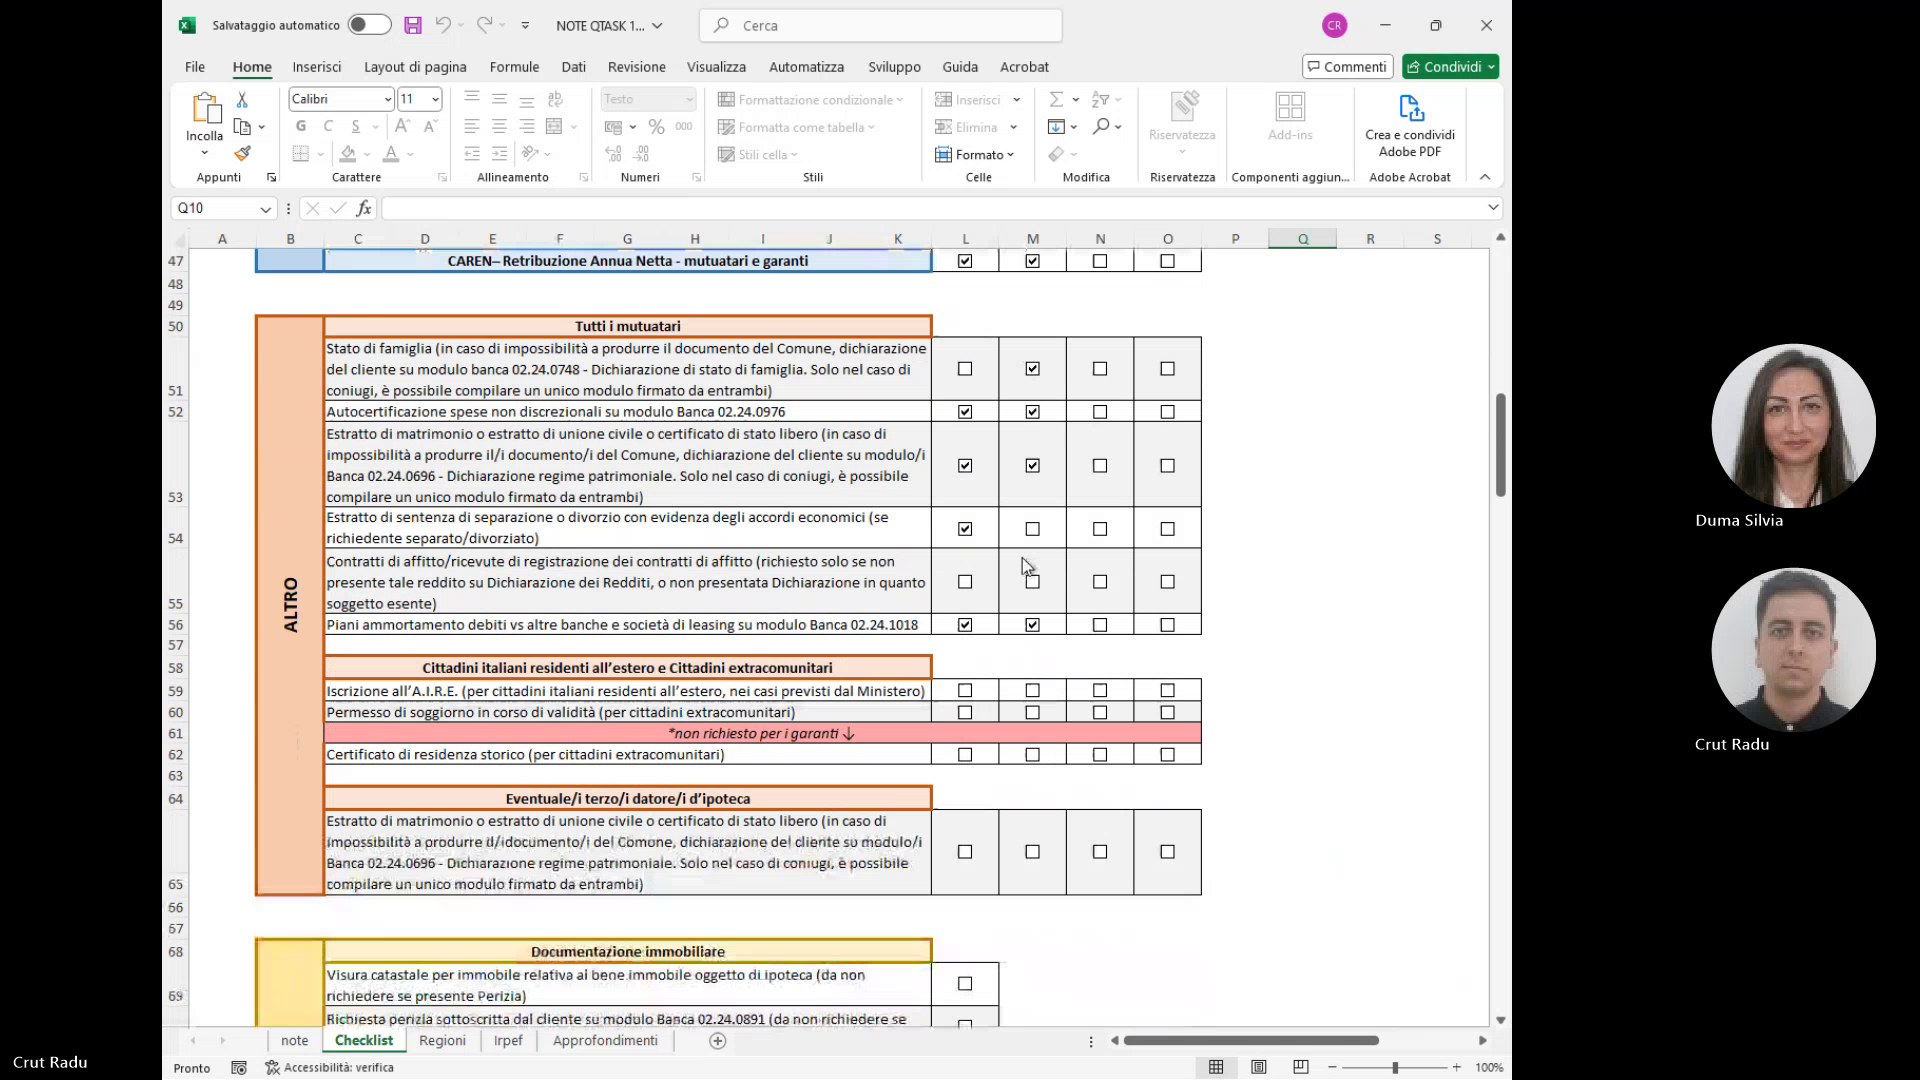 Salvataggio automatico
NOTE QTASK 1...
Cerca
CR
File
Home
Inserisci
Layout di pagina
Formule
Dati
Revisione
Visualizza
Automatizza
Sviluppo
Guida
Acrobat
Commenti
Condividi
Incolla
Calibri
11
G C S
Testo
Formattazione condizionale
Formatta come tabella
Stili cella
Inserisci
Elimina
Formato
Riservatezza
Add-ins
Crea e condividi
Adobe PDF
Appunti
Carattere
Allineamento
Numeri
Stili
Celle
Modifica
Riservatezza
Componenti aggiun...
Adobe Acrobat
Q10
fx
A B C D E F G H I J K L M N O P Q R S
47 CAREN– Retribuzione Annua Netta - mutuatari e garanti
48
49
50 Tutti i mutuatari
Stato di famiglia (in caso di impossibilità a produrre il documento del Comune, dichiarazione
del cliente su modulo banca 02.24.0748 - Dichiarazione di stato di famiglia. Solo nel caso di
51 coniugi, è possibile compilare un unico modulo firmato da entrambi)
52 Autocertificazione spese non discrezionali su modulo Banca 02.24.0976
Estratto di matrimonio o estratto di unione civile o certificato di stato libero (in caso di
impossibilità a produrre il/i documento/i del Comune, dichiarazione del cliente su modulo/i
Banca 02.24.0696 - Dichiarazione regime patrimoniale. Solo nel caso di coniugi, è possibile
53 compilare un unico modulo firmato da entrambi)
Estratto di sentenza di separazione o divorzio con evidenza degli accordi economici (se
54 richiedente separato/divorziato)
Contratti di affitto/ricevute di registrazione dei contratti di affitto (richiesto solo se non
presente tale reddito su Dichiarazione dei Redditi, o non presentata Dichiarazione in quanto
55 soggetto esente)
ALTRO
56 Piani ammortamento debiti vs altre banche e società di leasing su modulo Banca 02.24.1018
57
58 Cittadini italiani residenti all’estero e Cittadini extracomunitari
59 Iscrizione all’A.I.R.E. (per cittadini italiani residenti all’estero, nei casi previsti dal Ministero)
60 Permesso di soggiorno in corso di validità (per cittadini extracomunitari)
61 *non richiesto per i garanti ↓
62 Certificato di residenza storico (per cittadini extracomunitari)
63
64 Eventuale/i terzo/i datore/i d’ipoteca
Estratto di matrimonio o estratto di unione civile o certificato di stato libero (in caso di
impossibilità a produrre il/i documento/i del Comune, dichiarazione del cliente su modulo/i
Banca 02.24.0696 - Dichiarazione regime patrimoniale. Solo nel caso di coniugi, è possibile
65 compilare un unico modulo firmato da entrambi)
66
67
68 Documentazione immobiliare
Visura catastale per immobile relativa al bene immobile oggetto di ipoteca (da non
69 richiedere se presente Perizia)
Richiesta perizia sottoscritta dal cliente su modulo Banca 02.24.0891 (da non richiedere se
note
Checklist
Regioni
Irpef
Approfondimenti
Pronto
Accessibilità: verifica
100%
Duma Silvia
Crut Radu
Crut Radu